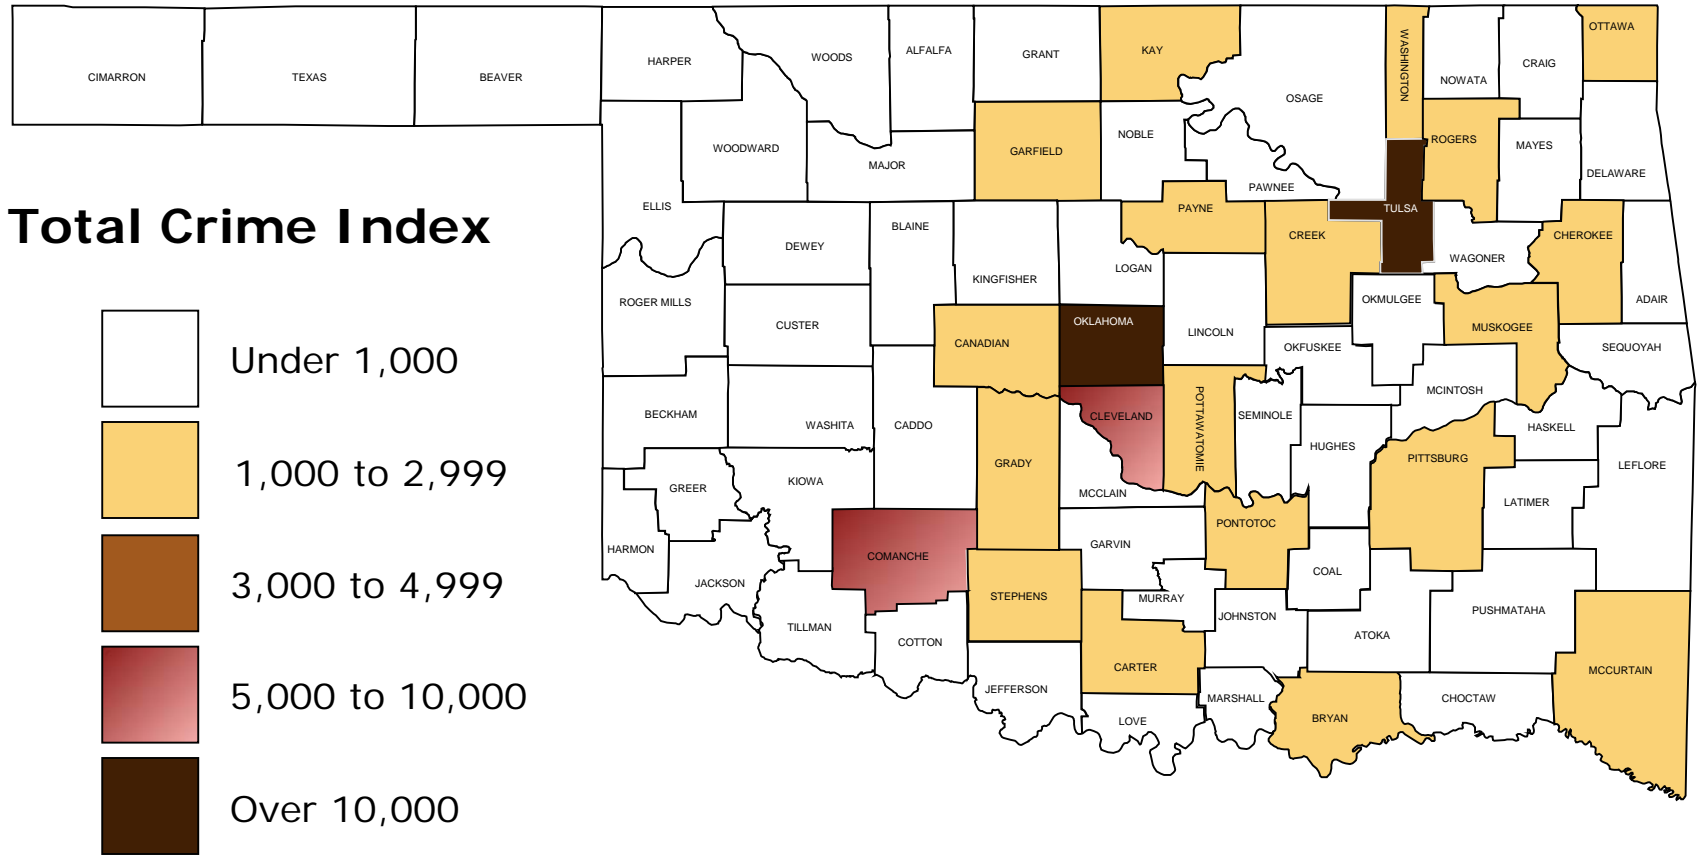 OTTAWA
WASHINGTON
KAY
ALFALFA
GRANT
WOODS
HARPER
CRAIG
CIMARRON
TEXAS
BEAVER
NOWATA
OSAGE
NOBLE
ROGERS
MAYES
WOODWARD
GARFIELD
MAJOR
DELAWARE
PAWNEE
ELLIS
PAYNE
TULSA
Total Crime Index
BLAINE
CREEK
CHEROKEE
DEWEY
WAGONER
LOGAN
KINGFISHER
ROGER MILLS
OKMULGEE
ADAIR
CUSTER
OKLAHOMA
MUSKOGEE
LINCOLN
CANADIAN
OKFUSKEE
SEQUOYAH
Under 1,000
MCINTOSH
BECKHAM
WASHITA
CADDO
CLEVELAND
POTTAWATOMIE
SEMINOLE
HASKELL
HUGHES
GRADY
PITTSBURG
LEFLORE
1,000 to 2,999
GREER
KIOWA
MCCLAIN
LATIMER
PONTOTOC
HARMON
COMANCHE
GARVIN
3,000 to 4,999
JACKSON
COAL
STEPHENS
MURRAY
PUSHMATAHA
JOHNSTON
TILLMAN
ATOKA
COTTON
CARTER
MCCURTAIN
5,000 to 10,000
JEFFERSON
MARSHALL
CHOCTAW
LOVE
BRYAN
Over 10,000